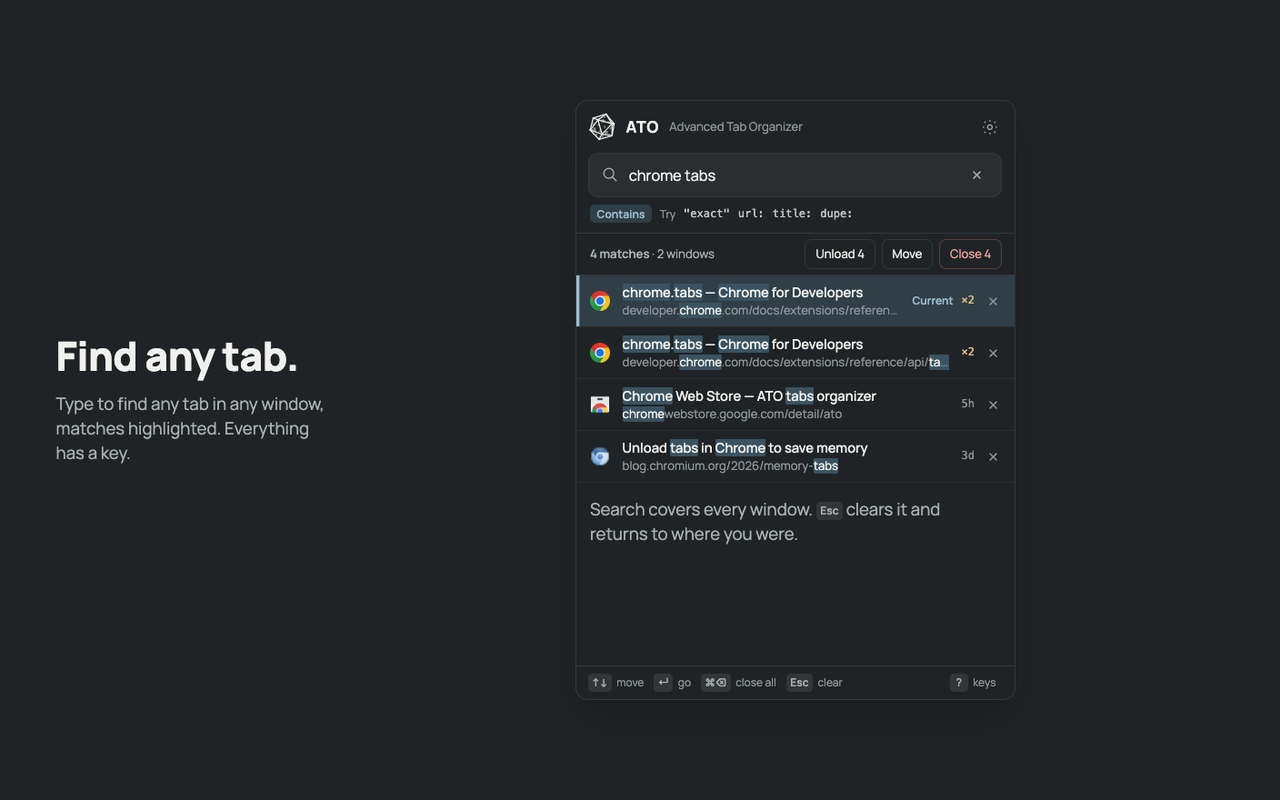 Find any tab.
Type to find any tab in any window,
matches highlighted. Everything
has a key.
ATO Advanced Tab Organizer
chrome tabs ✕
Contains Try "exact" url: title: dupe:
4 matches · 2 windows Unload 4 Move Close 4
chrome.tabs — Chrome for Developers
developer.chrome.com/docs/extensions/referen… Current ×2 ✕
chrome.tabs — Chrome for Developers
developer.chrome.com/docs/extensions/reference/api/ta… ×2 ✕
Chrome Web Store — ATO tabs organizer
chromewebstore.google.com/detail/ato 5h ✕
Unload tabs in Chrome to save memory
blog.chromium.org/2026/memory-tabs 3d ✕
Search covers every window. Esc clears it and
returns to where you were.
↑↓ move ↵ go ⌘⌫ close all Esc clear ? keys